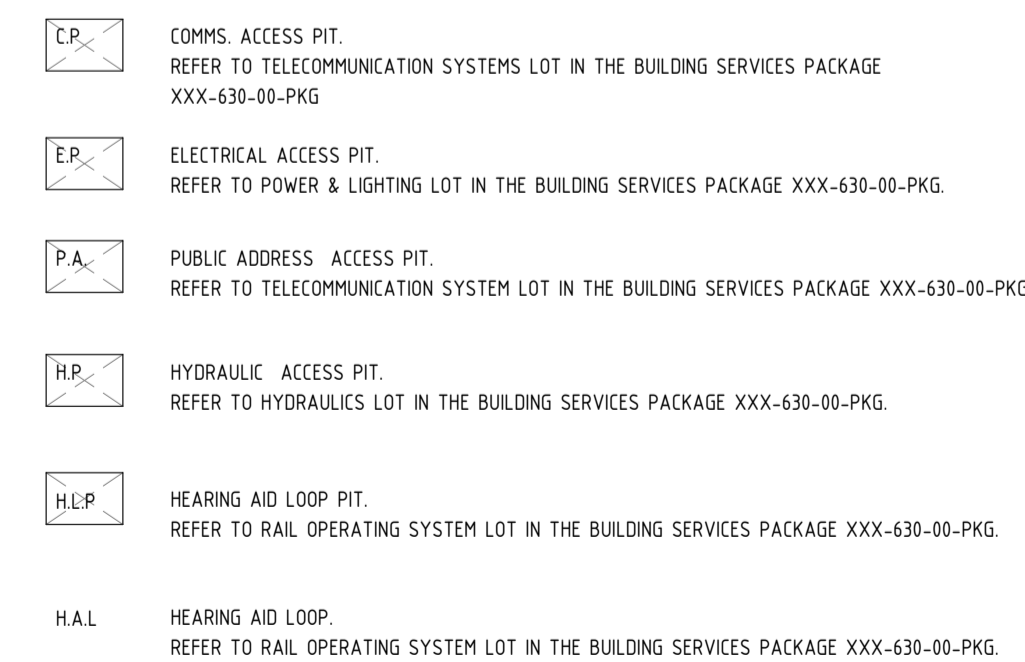 C.P. COMMS. ACCESS PIT.
REFER TO TELECOMMUNICATION SYSTEMS LOT IN THE BUILDING SERVICES PACKAGE
XXX-630-00-PKG
E.P. ELECTRICAL ACCESS PIT.
REFER TO POWER & LIGHTING LOT IN THE BUILDING SERVICES PACKAGE XXX-630-00-PKG.
P.A. PUBLIC ADDRESS ACCESS PIT.
REFER TO TELECOMMUNICATION SYSTEM LOT IN THE BUILDING SERVICES PACKAGE XXX-630-00-PKG
H.P. HYDRAULIC ACCESS PIT.
REFER TO HYDRAULICS LOT IN THE BUILDING SERVICES PACKAGE XXX-630-00-PKG.
H.L.P HEARING AID LOOP PIT.
REFER TO RAIL OPERATING SYSTEM LOT IN THE BUILDING SERVICES PACKAGE XXX-630-00-PKG.
H.A.L HEARING AID LOOP.
REFER TO RAIL OPERATING SYSTEM LOT IN THE BUILDING SERVICES PACKAGE XXX-630-00-PKG.